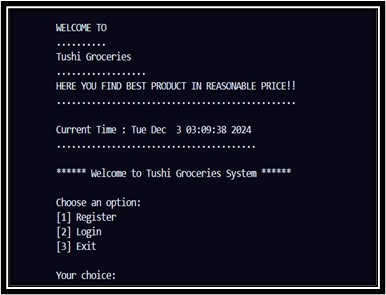 WELCOME TO
..........
Tushi Groceries
..................
HERE YOU FIND BEST PRODUCT IN REASONABLE PRICE!!
................................................
Current Time : Tue Dec  3 03:09:38 2024
........................................
****** Welcome to Tushi Groceries System ******
Choose an option:
[1] Register
[2] Login
[3] Exit
Your choice: